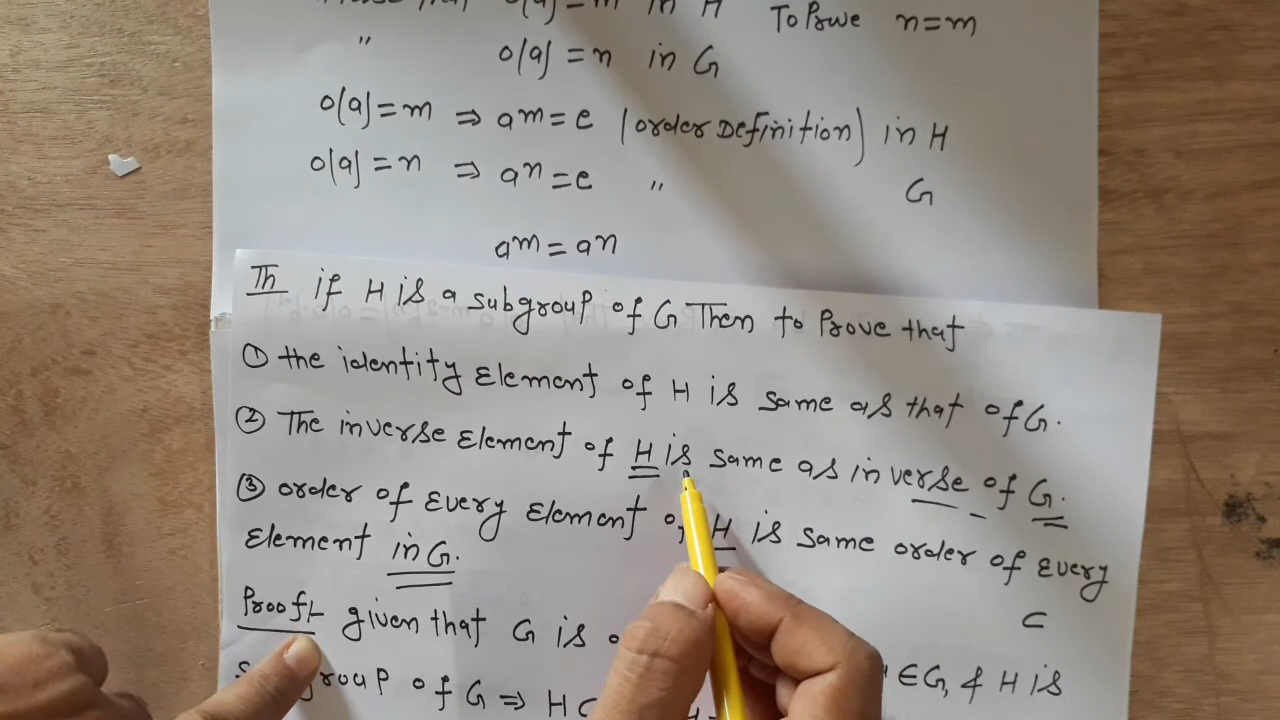 o(a) = m in H To Prove n=m
" o(a) = n in G
o(a) = m ⇒ a^m = e (order Definition) in H
o(a) = n ⇒ a^n = e " G
a^m = a^n
Th if H is a subgroup of G Then to Prove that
① the identity Element of H is same as that of G.
② The inverse Element of H is same as inverse of G.
③ order of Every Element of H is same order of Every
Element in G.
Proof:- given that G is
⊂
of G ⇒ H ∈ G, & H is